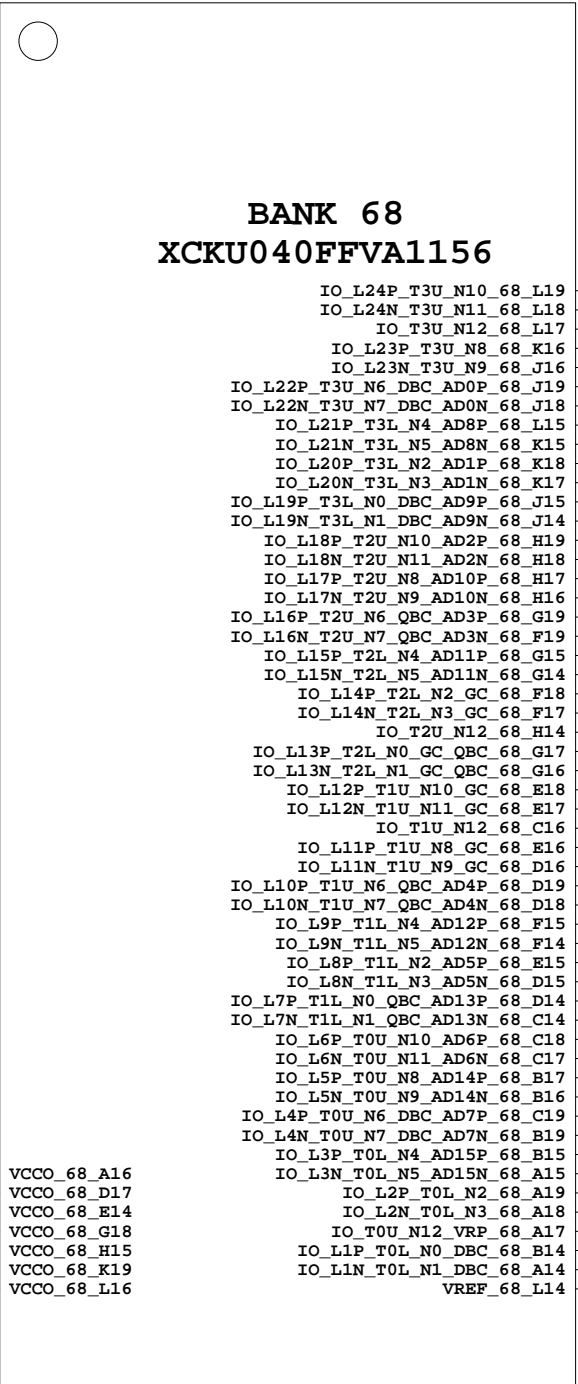 BANK 68
XCKU040FFVA1156
IO_L24P_T3U_N10_68_L19
IO_L24N_T3U_N11_68_L18
IO_T3U_N12_68_L17
IO_L23P_T3U_N8_68_K16
IO_L23N_T3U_N9_68_J16
IO_L22P_T3U_N6_DBC_AD0P_68_J19
IO_L22N_T3U_N7_DBC_AD0N_68_J18
IO_L21P_T3L_N4_AD8P_68_L15
IO_L21N_T3L_N5_AD8N_68_K15
IO_L20P_T3L_N2_AD1P_68_K18
IO_L20N_T3L_N3_AD1N_68_K17
IO_L19P_T3L_N0_DBC_AD9P_68_J15
IO_L19N_T3L_N1_DBC_AD9N_68_J14
IO_L18P_T2U_N10_AD2P_68_H19
IO_L18N_T2U_N11_AD2N_68_H18
IO_L17P_T2U_N8_AD10P_68_H17
IO_L17N_T2U_N9_AD10N_68_H16
IO_L16P_T2U_N6_QBC_AD3P_68_G19
IO_L16N_T2U_N7_QBC_AD3N_68_F19
IO_L15P_T2L_N4_AD11P_68_G15
IO_L15N_T2L_N5_AD11N_68_G14
IO_L14P_T2L_N2_GC_68_F18
IO_L14N_T2L_N3_GC_68_F17
IO_T2U_N12_68_H14
IO_L13P_T2L_N0_GC_QBC_68_G17
IO_L13N_T2L_N1_GC_QBC_68_G16
IO_L12P_T1U_N10_GC_68_E18
IO_L12N_T1U_N11_GC_68_E17
IO_T1U_N12_68_C16
IO_L11P_T1U_N8_GC_68_E16
IO_L11N_T1U_N9_GC_68_D16
IO_L10P_T1U_N6_QBC_AD4P_68_D19
IO_L10N_T1U_N7_QBC_AD4N_68_D18
IO_L9P_T1L_N4_AD12P_68_F15
IO_L9N_T1L_N5_AD12N_68_F14
IO_L8P_T1L_N2_AD5P_68_E15
IO_L8N_T1L_N3_AD5N_68_D15
IO_L7P_T1L_N0_QBC_AD13P_68_D14
IO_L7N_T1L_N1_QBC_AD13N_68_C14
IO_L6P_T0U_N10_AD6P_68_C18
IO_L6N_T0U_N11_AD6N_68_C17
IO_L5P_T0U_N8_AD14P_68_B17
IO_L5N_T0U_N9_AD14N_68_B16
IO_L4P_T0U_N6_DBC_AD7P_68_C19
IO_L4N_T0U_N7_DBC_AD7N_68_B19
IO_L3P_T0L_N4_AD15P_68_B15
VCCO_68_A16 IO_L3N_T0L_N5_AD15N_68_A15
VCCO_68_D17 IO_L2P_T0L_N2_68_A19
VCCO_68_E14 IO_L2N_T0L_N3_68_A18
VCCO_68_G18 IO_T0U_N12_VRP_68_A17
VCCO_68_H15 IO_L1P_T0L_N0_DBC_68_B14
VCCO_68_K19 IO_L1N_T0L_N1_DBC_68_A14
VCCO_68_L16 VREF_68_L14